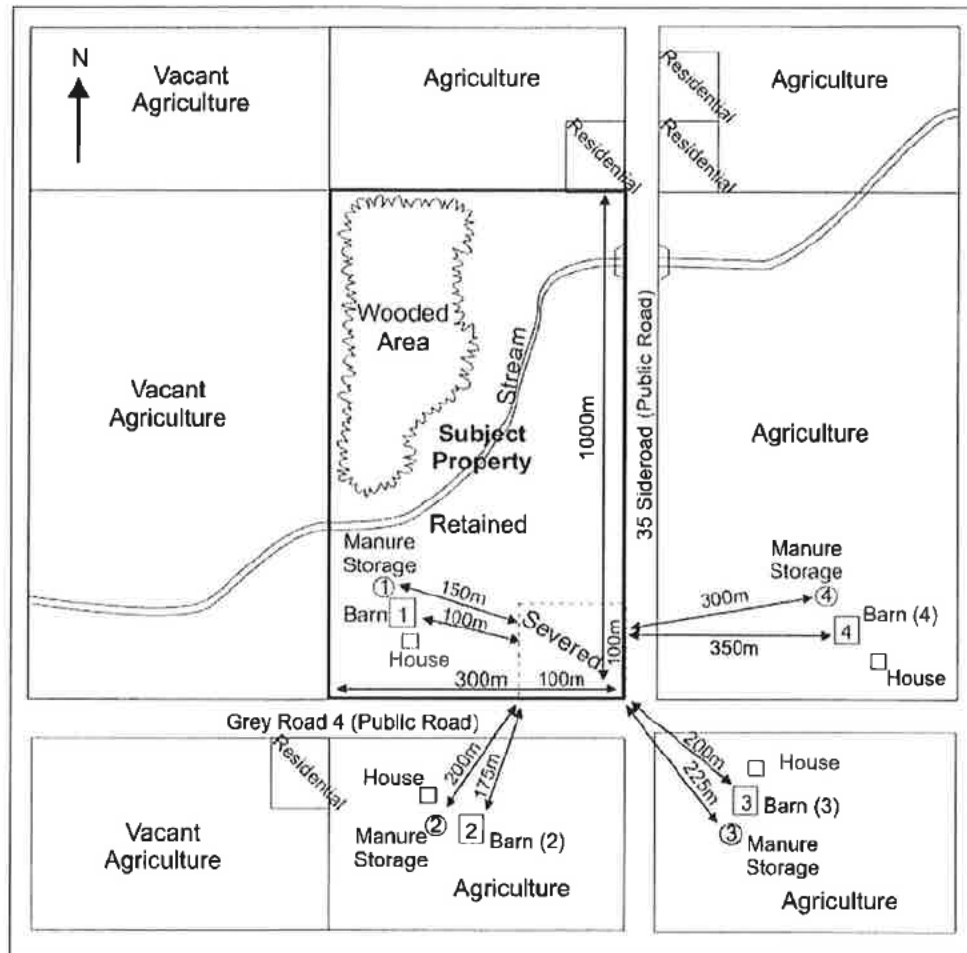 N
Vacant
Agriculture
Agriculture
Residential
Residential
Residential
Agriculture
Wooded
Area
Stream
1000m
35 Sideroad (Public Road)
Vacant
Agriculture
Subject
Property
Agriculture
Retained
Manure
Storage
1
150m
Barn
1
100m
House
Severed
100m
300m
100m
Manure
Storage
300m
4
Barn (4)
4
350m
House
Grey Road 4 (Public Road)
Residential
House
200m
175m
2
2
Barn (2)
Manure
Storage
Vacant
Agriculture
Agriculture
200m
225m
House
3
Barn (3)
3
Manure
Storage
Agriculture